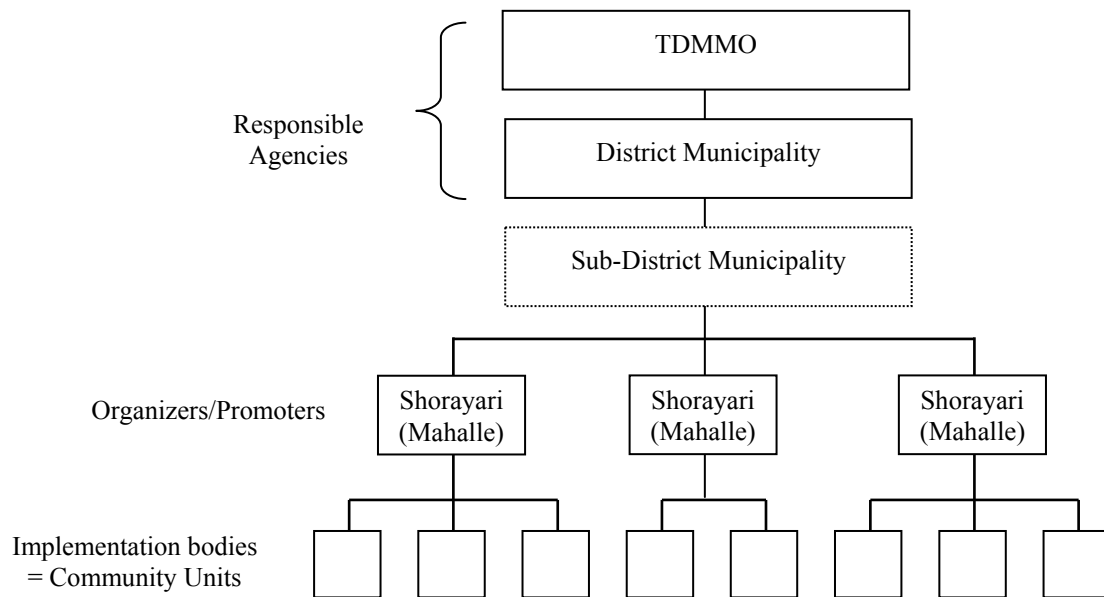 TDMMO
Responsible
Agencies
District Municipality
Sub-District Municipality
Organizers/Promoters
Shorayari
(Mahalle)
Shorayari
(Mahalle)
Shorayari
(Mahalle)
Implementation bodies
= Community Units